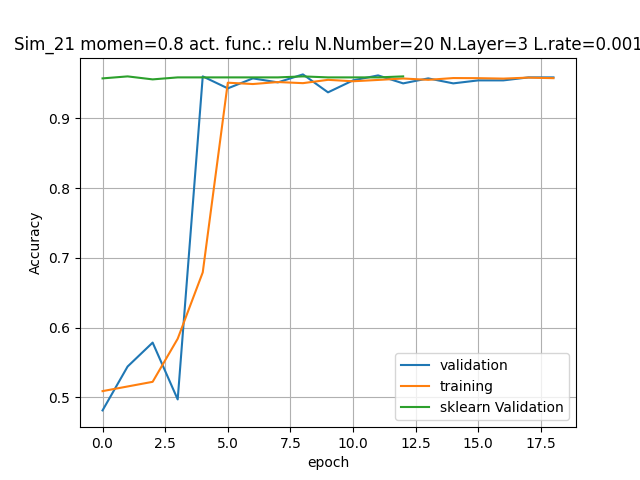 Sim_21 momen=0.8 act. func.: relu N.Number=20 N.Layer=3 L.rate=0.001
Accuracy
0.9
0.8
0.7
0.6
0.5
validation
training
sklearn Validation
0.0 2.5 5.0 7.5 10.0 12.5 15.0 17.5
epoch